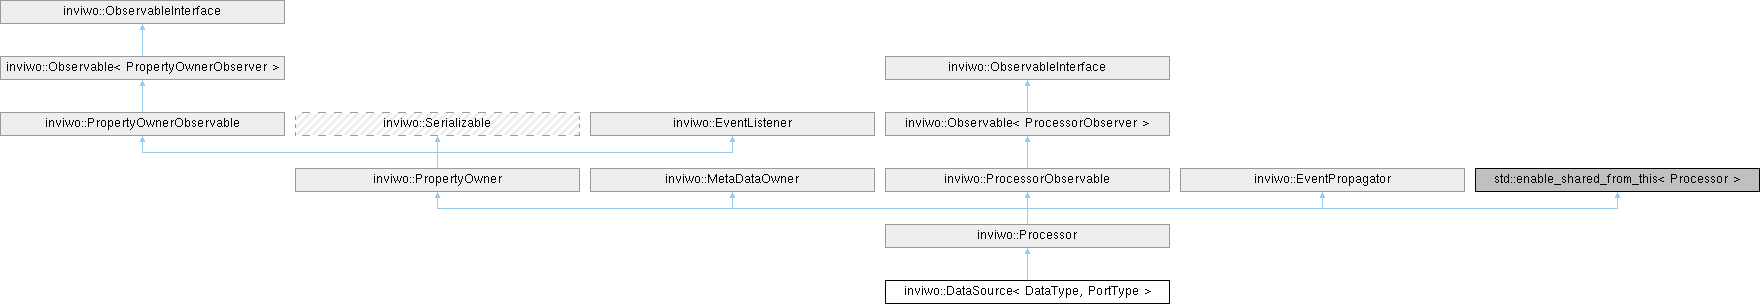 inviwo::ObservableInterface
inviwo::Observable< PropertyOwnerObserver >
inviwo::ObservableInterface
inviwo::PropertyOwnerObservable
inviwo::Serializable
inviwo::EventListener
inviwo::Observable< ProcessorObserver >
inviwo::PropertyOwner
inviwo::MetaDataOwner
inviwo::ProcessorObservable
inviwo::EventPropagator
std::enable_shared_from_this< Processor >
inviwo::Processor
inviwo::DataSource< DataType, PortType >